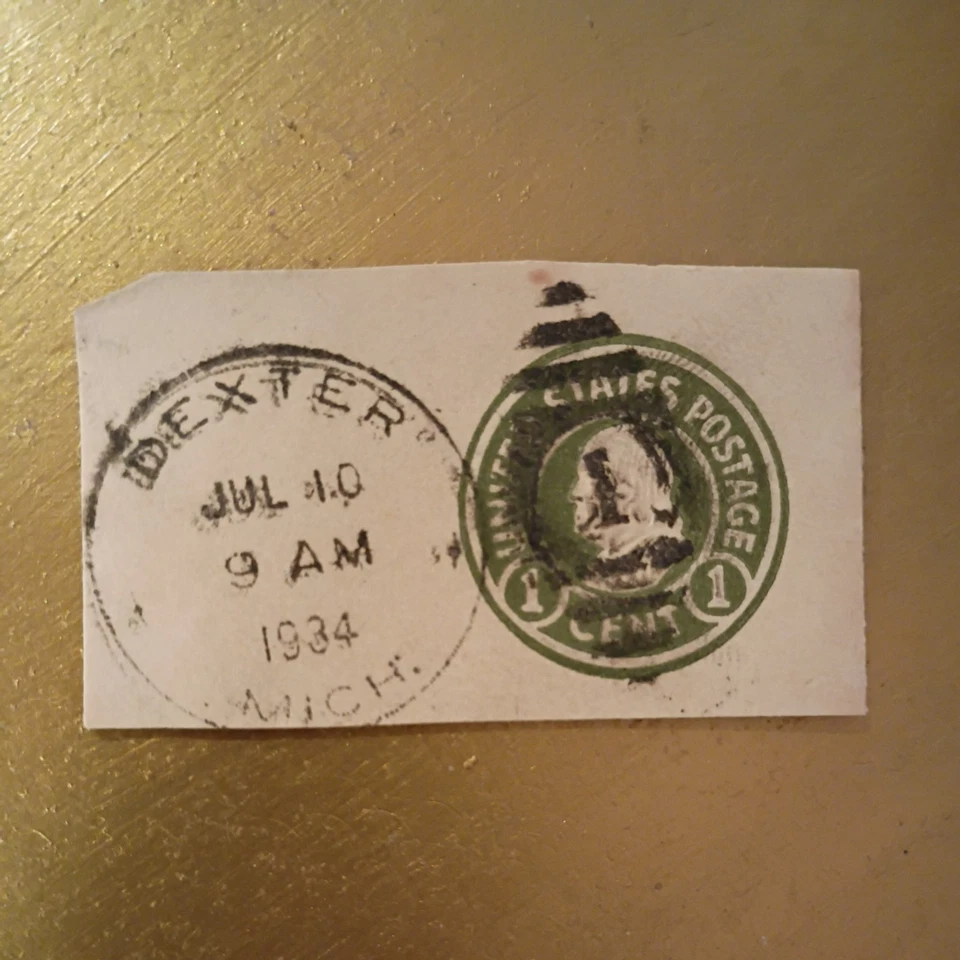 DEXTER
JUL 10
9 AM
1934
MICH.
UNITED STATES POSTAGE
1 CENT 1